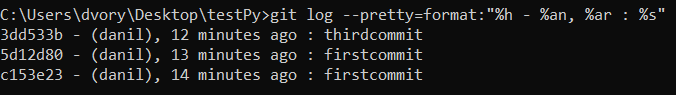 C:\Users\dvory\Desktop\testPy>git log --pretty=format:"%h - %an, %ar : %s"
3dd533b - (danil), 12 minutes ago : thirdcommit
5d12d80 - (danil), 13 minutes ago : firstcommit
c153e23 - (danil), 14 minutes ago : firstcommit